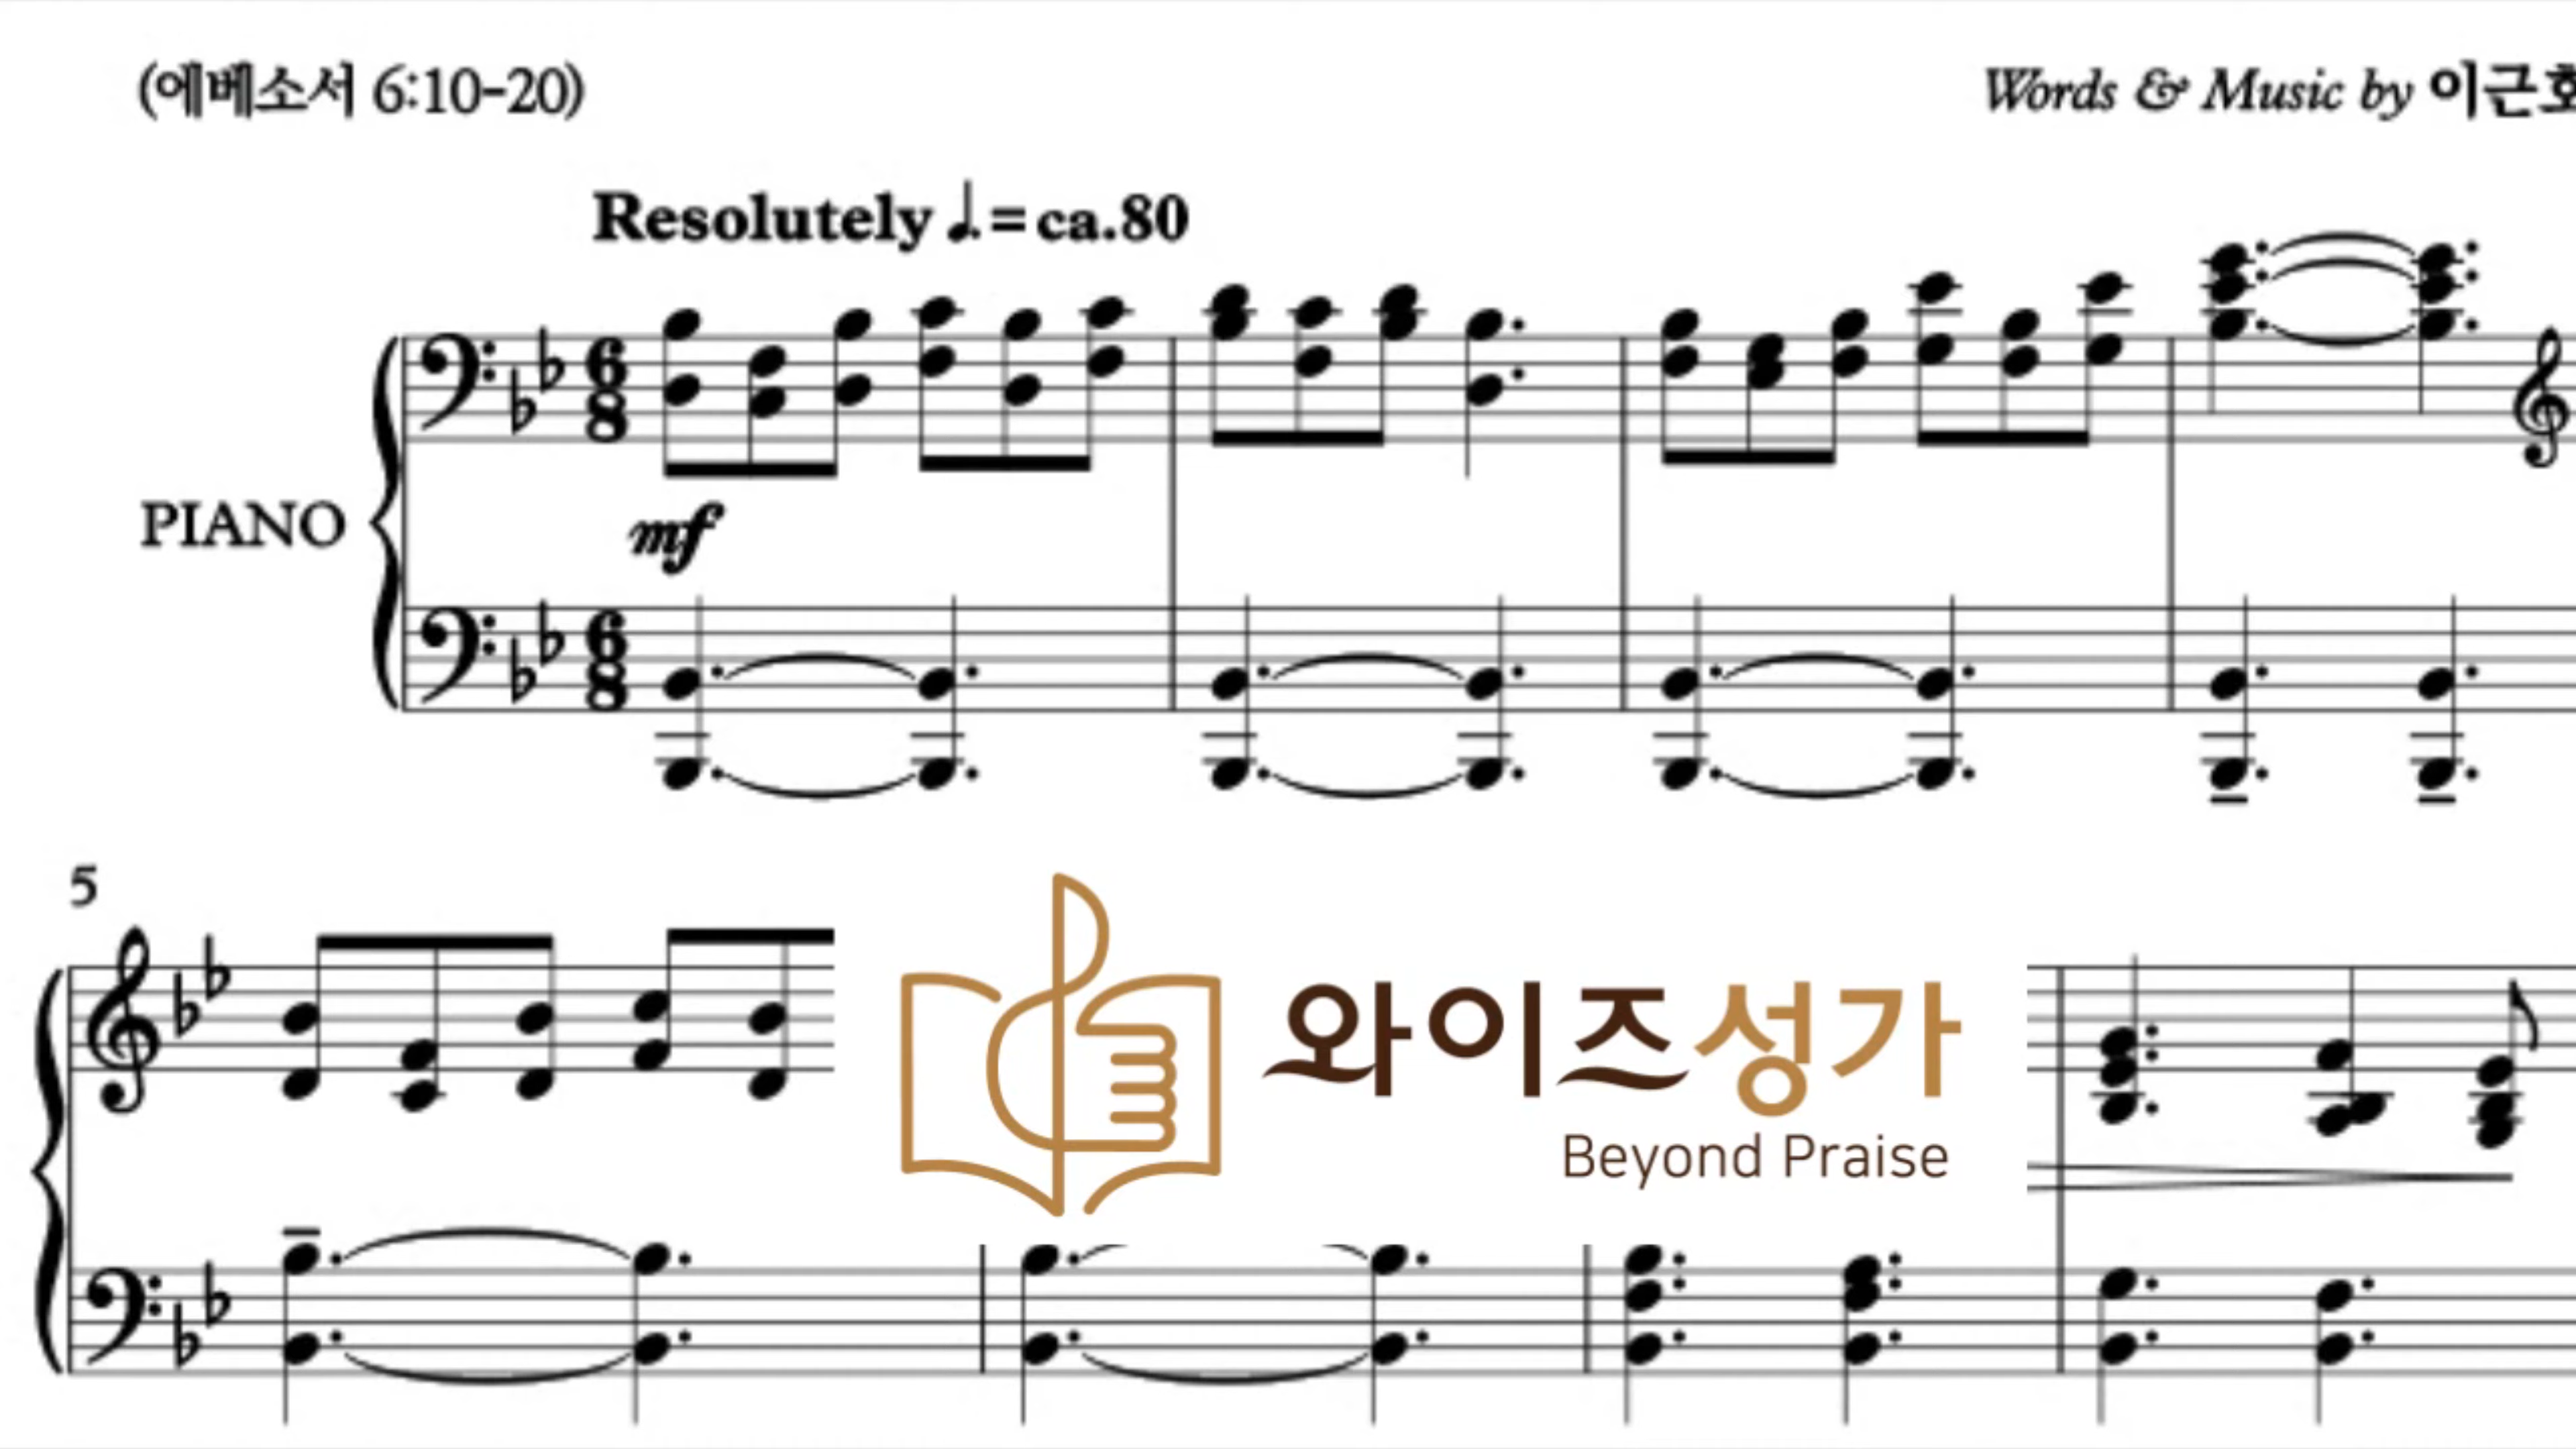 (에베소서 6:10-20)
Words & Music by 이근
Resolutely ♩. = ca.80
PIANO
mf
5
와이즈성가
Beyond Praise